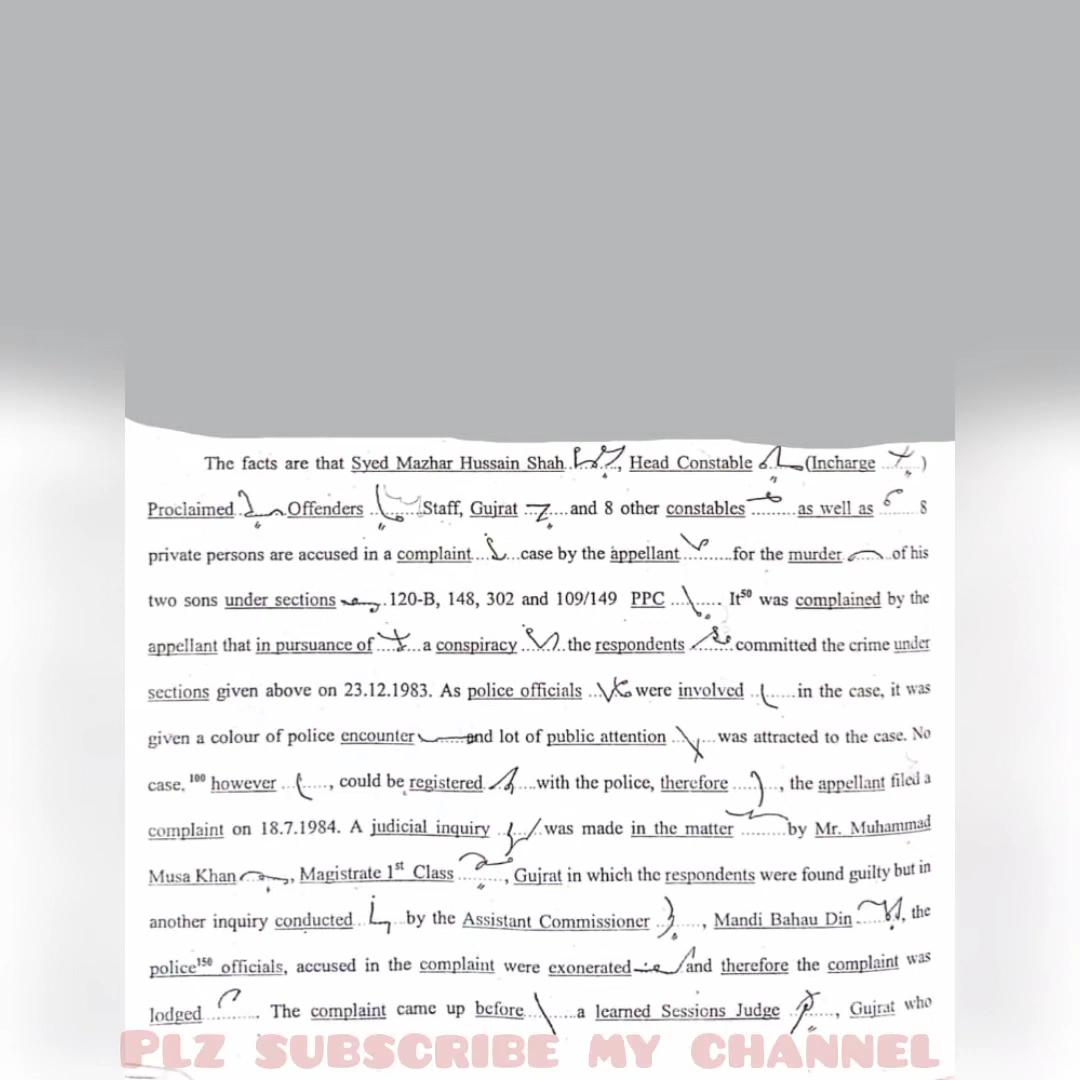 The facts are that Syed Mazhar Hussain Shah........, Head Constable ........(Incharge ........)
Proclaimed ........ Offenders ........ Staff, Gujrat ........and 8 other constables ........ as well as ........ 8
private persons are accused in a complaint........case by the appellant ........for the murder ........ of his
two sons under sections ........120-B, 148, 302 and 109/149 PPC ........ It⁵⁰ was complained by the
appellant that in pursuance of ........a conspiracy ........ the respondents ........committed the crime under
sections given above on 23.12.1983. As police officials ........ were involved ........in the case, it was
given a colour of police encounter ........and lot of public attention ........ was attracted to the case. No
case, ¹⁰⁰ however ........, could be registered ........with the police, therefore ........, the appellant filed a
complaint on 18.7.1984. A judicial inquiry ........ was made in the matter ........by Mr. Muhammad
Musa Khan ........, Magistrate 1st Class ........, Gujrat in which the respondents were found guilty but in
another inquiry conducted ........by the Assistant Commissioner ........, Mandi Bahau Din ........, the
police¹⁵⁰ officials, accused in the complaint were exonerated ........and therefore the complaint was
lodged ........ The complaint came up before ........a learned Sessions Judge ........, Gujrat who
PLZ SUBSCRIBE MY CHANNEL